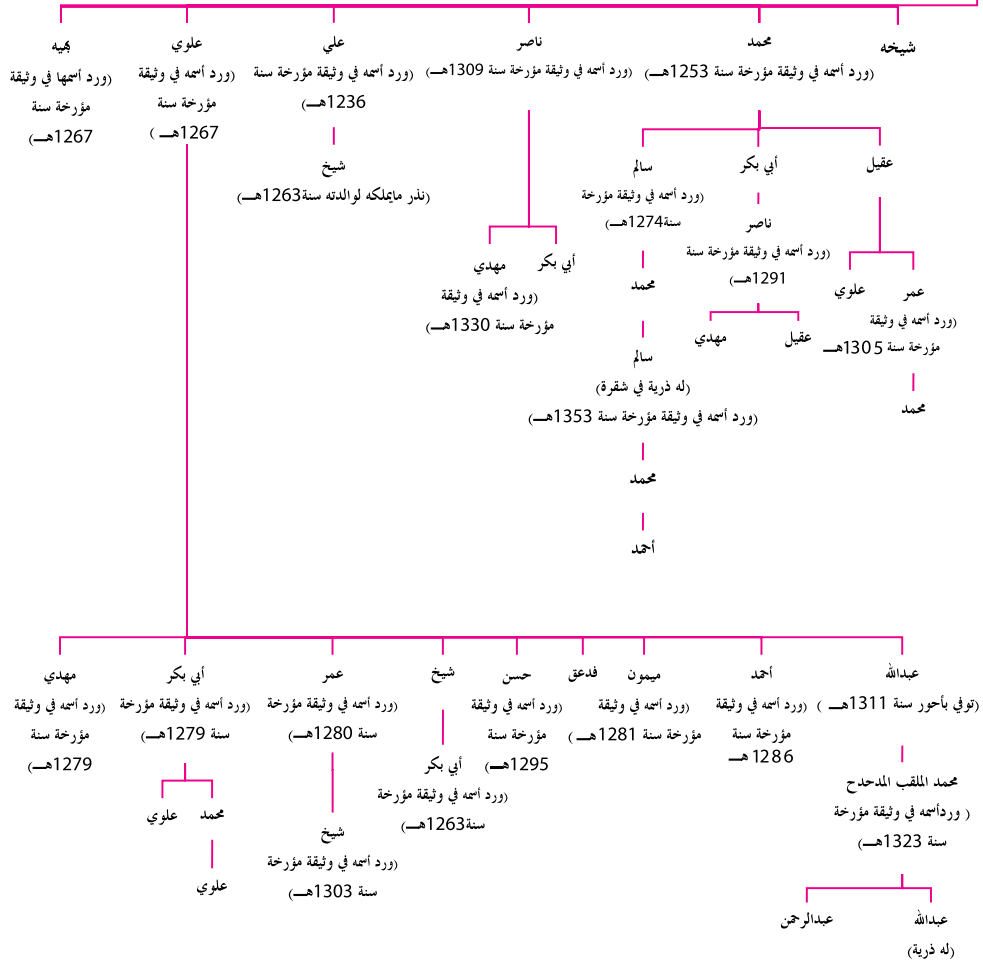 شيخه
محمد
(ورد أسمه في وثيقة مؤرخة سنة 1253هـ)
ناصر
(ورد أسمه في وثيقة مؤرخة سنة 1309هـ)
علي
(ورد أسمه في وثيقة مؤرخة سنة
1236هـ)
علوي
(ورد أسمه في وثيقة
مؤرخة سنة
1267هـ )
بهيه
(ورد أسمها في وثيقة
مؤرخة سنة
1267هـ)
عقيل
أبي بكر
سالم
(ورد أسمه في وثيقة مؤرخة
سنة1274هـ)
شيخ
(نذر مايملكه لوالدته سنة1263هـ)
ناصر
(ورد أسمه في وثيقة مؤرخة سنة
1291هـ)
عمر
(ورد أسمه في وثيقة
مؤرخة سنة 1305هـ
علوي
محمد
أبي بكر
مهدي
(ورد أسمه في وثيقة
مؤرخة سنة 1330هـ)
عقيل
مهدي
محمد
سالم
(له ذرية في شقرة)
(ورد أسمه في وثيقة مؤرخة سنة 1353هـ)
محمد
أحمد
عبدالله
(توفي بأحور سنة 1311هـ )
أحمد
(ورد أسمه في وثيقة
مؤرخة سنة
1286 هـ
ميمون
(ورد أسمه في وثيقة
مؤرخة سنة 1281هـ )
فدعق
حسن
(ورد أسمه في وثيقة
مؤرخة سنة
1295هـ)
شيخ
عمر
(ورد أسمه في وثيقة مؤرخة
سنة 1280هـ)
أبي بكر
(ورد أسمه في وثيقة مؤرخة
سنة 1279هـ)
مهدي
(ورد أسمه في وثيقة
مؤرخة سنة
1279هـ)
محمد الملقب المدحدح
( وردأسمه في وثيقة مؤرخة
سنة 1323هـ)
أبي بكر
(ورد أسمه في وثيقة مؤرخة
سنة1263هـ)
شيخ
(ورد أسمه في وثيقة مؤرخة
سنة 1303هـ)
محمد
علوي
علوي
عبدالله
(له ذرية)
عبدالرحمن